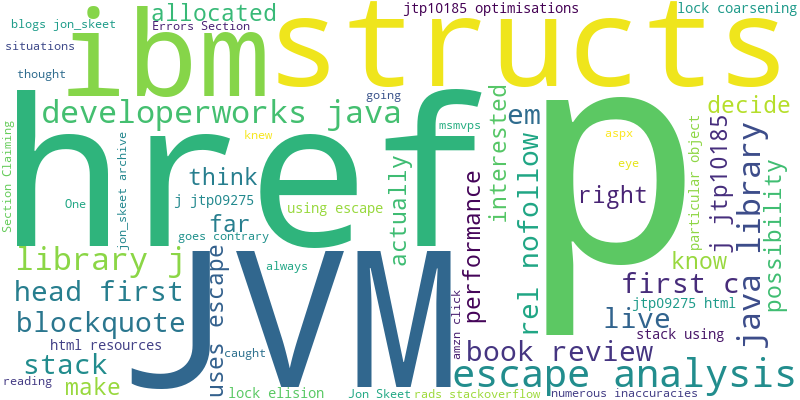 blogs jon_skeet
allocated
Errors Section
jtp10185 optimisations
lock coarsening
situations
thought
ibm
structs
developerworks java
going
em
decide
href
p
JVM
msmvps
knew
aspx
eye
Section Claiming
jon_skeet archive
One
think
j jtp09275
using escape
far
goes contrary
always
actually
interested
performance
rel nofollow
right
particular object
j jtp10185
java library
possibility
library j
head first
blockquote
html resources
stack
make
reading
uses escape
caught
lock elision
Jon Skeet
amzn click
first c
know
jtp09275 html
live
stack using
book review
escape analysis
rads stackoverflow
numerous inaccuracies